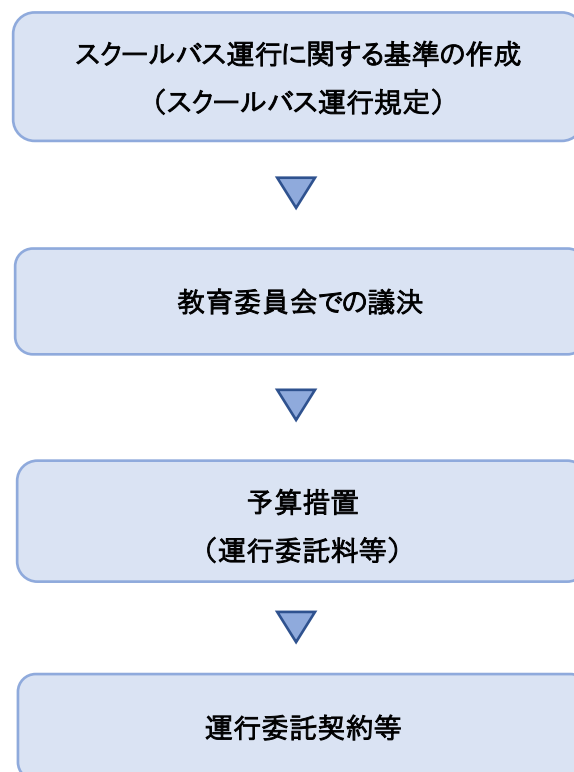 スクールバス運行に関する基準の作成
（スクールバス運行規定）
教育委員会での議決
予算措置
（運行委託料等）
運行委託契約等